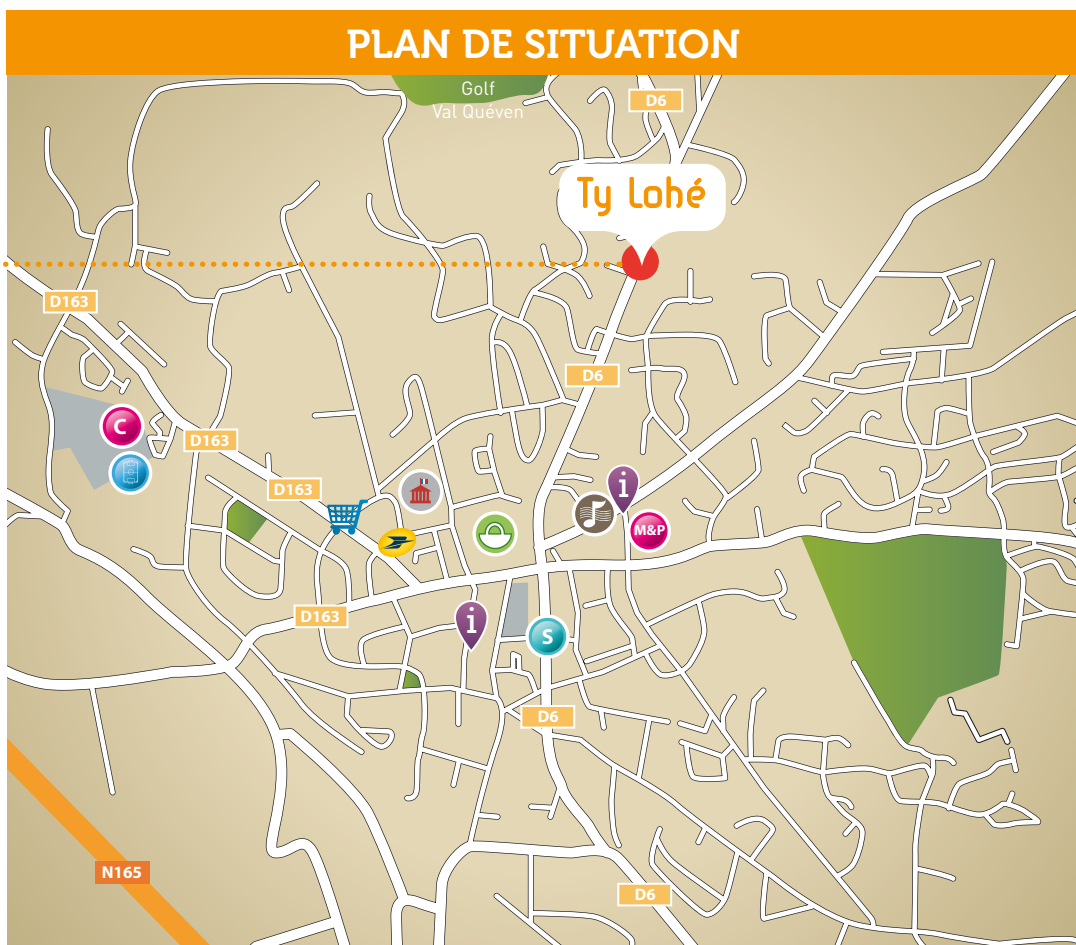 PLAN DE SITUATION
Golf
Val Quéven
D6
Ty Lohé
D163
D6
C
D163
D163
i
M&P
D163
i
S
D6
N165
D6